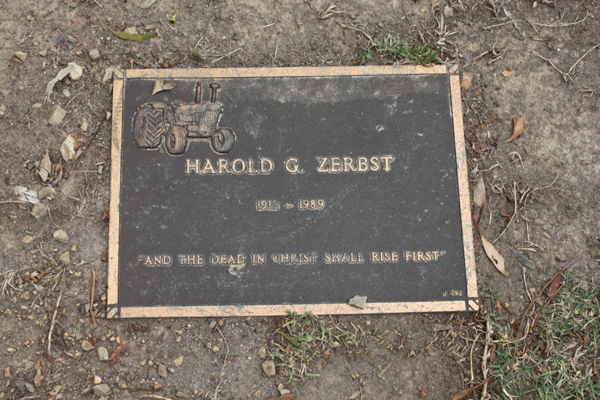 HAROLD G. ZERBST
1912 - 1989
"AND THE DEAD IN CHRIST SHALL RISE FIRST"